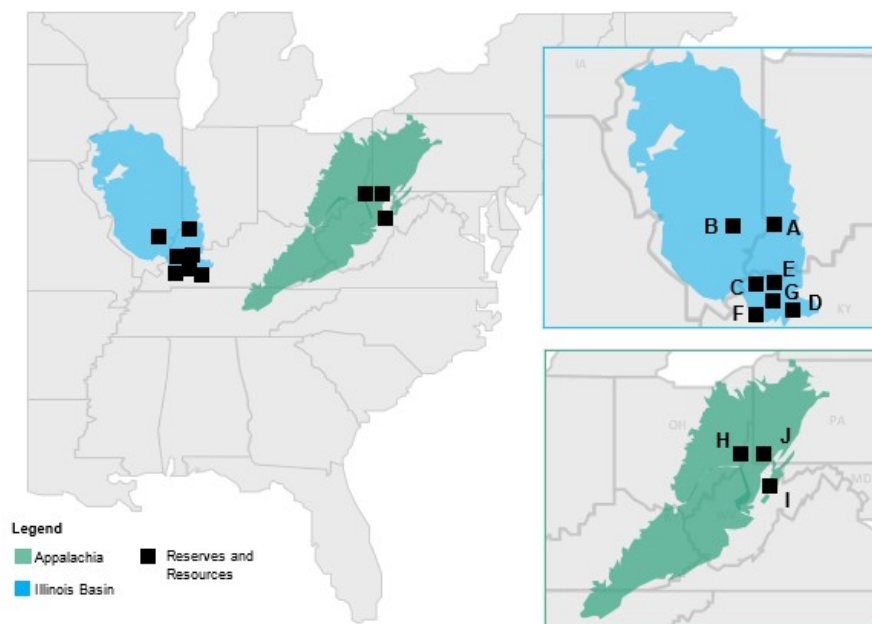 IA
B
A
C
E
G
D
F
KY
OH
PA
H
J
MD
I
Legend
Appalachia
Reserves and
Resources
Illinois Basin